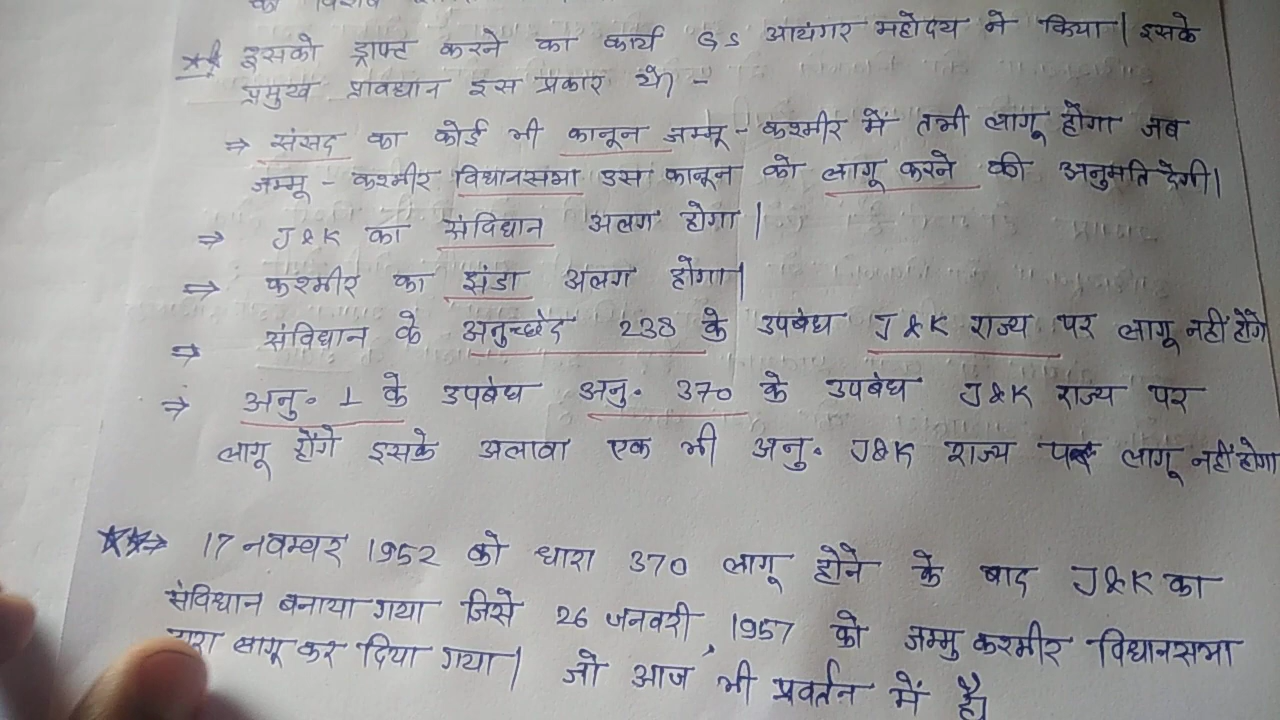 का विशेष
** इसको ड्राफ्ट करने का कार्य GS आयंगर महोदय ने किया| इसके
प्रमुख प्रावधान इस प्रकार थे) -
⇒ संसद का कोई भी कानून जम्मू - कश्मीर में तभी लागू होगा जब
जम्मू - कश्मीर विधानसभा उस कानून को लागू करने की अनुमति देगी|
⇒ J&K का संविधान अलग होगा |
⇒ कश्मीर का झंडा अलग होगा|
⇒ संविधान के अनुच्छेद 238 के उपबंध J&K राज्य पर लागू नहीं होंगे
⇒ अनु. 1 के उपबंध अनु. 370 के उपबंध J&K राज्य पर
लागू होंगे इसके अलावा एक भी अनु. J&K राज्य पर लागू नहीं होगा
**⇒ 17 नवम्बर 1952 को धारा 370 लागू होने के बाद J&K का
संविधान बनाया गया जिसे 26 जनवरी, 1957 को जम्मु कश्मीर विधानसभा
द्वारा लागू कर दिया गया| जो आज भी प्रवर्तन में है|